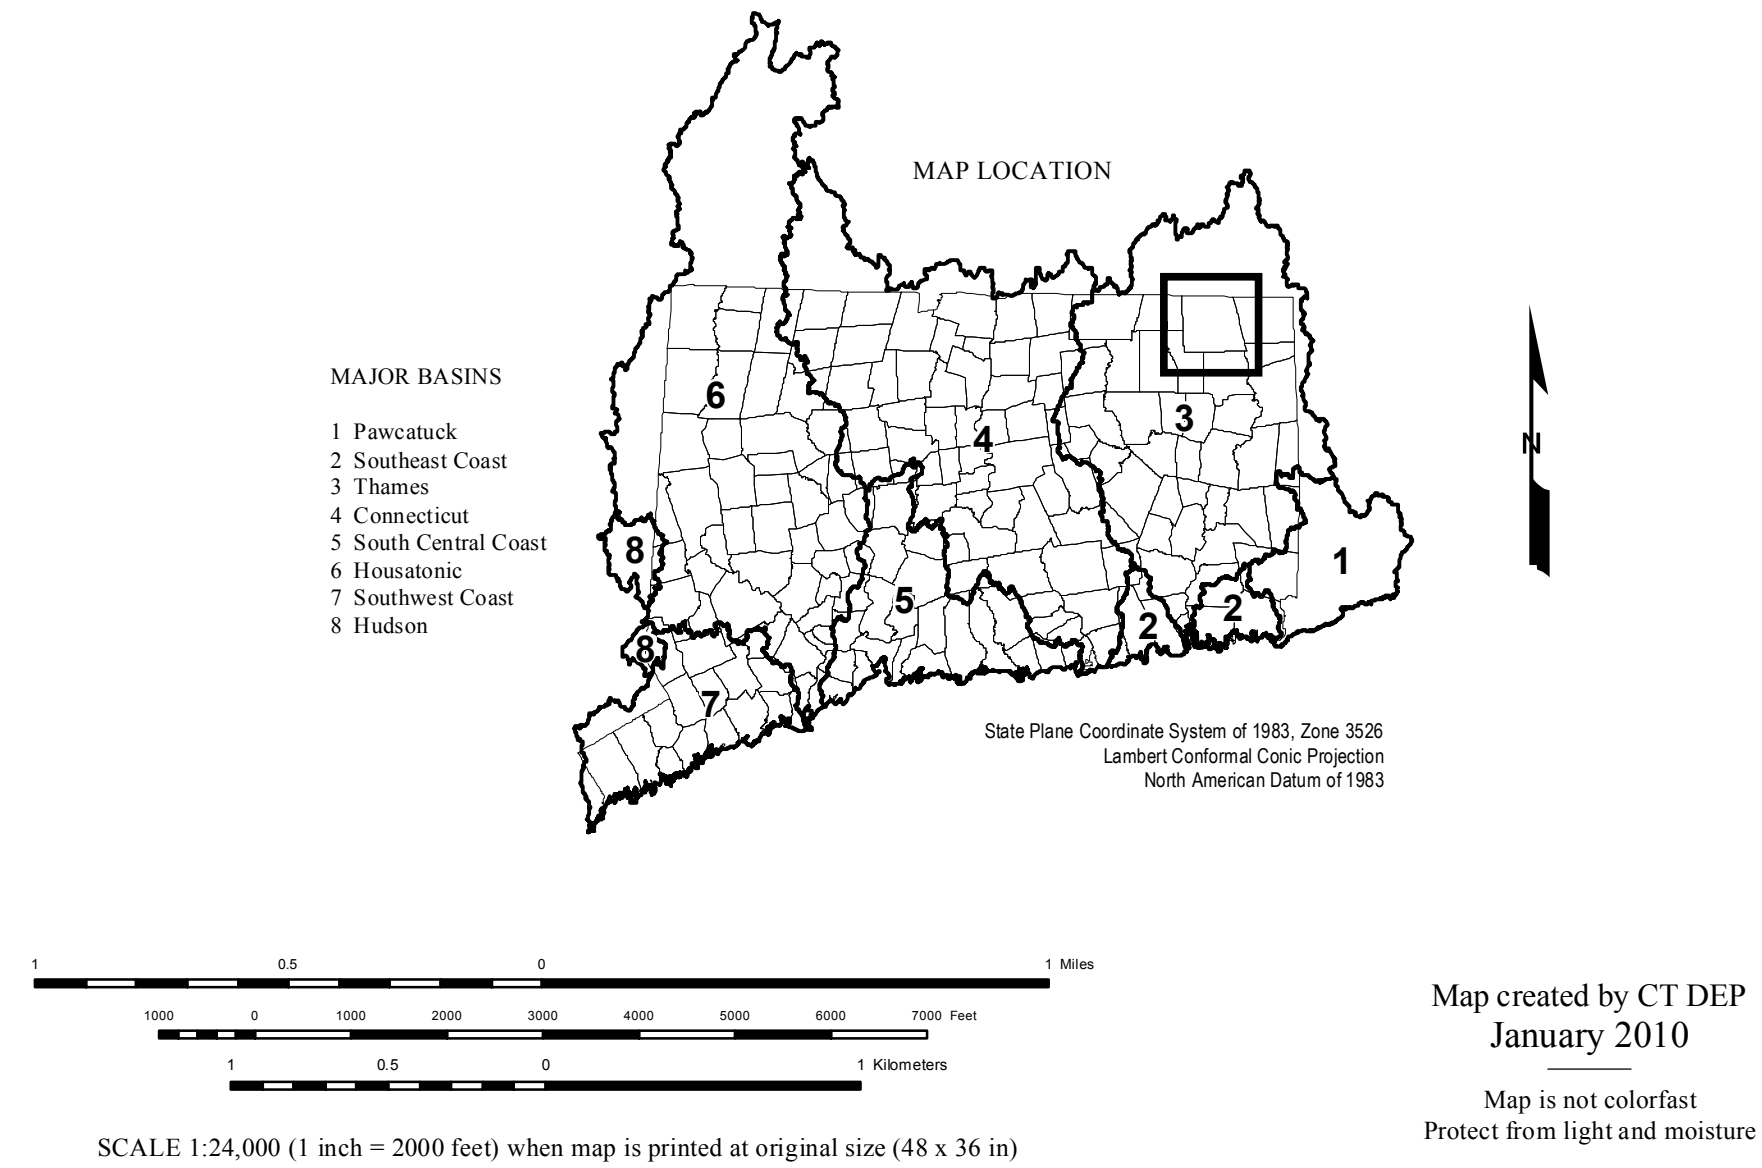 MAP LOCATION
MAJOR BASINS
1 Pawcatuck
2 Southeast Coast
3 Thames
4 Connecticut
5 South Central Coast
6 Housatonic
7 Southwest Coast
8 Hudson
6
3
4
N
8
1
5
2
2
8
7
State Plane Coordinate System of 1983, Zone 3526
Lambert Conformal Conic Projection
North American Datum of 1983
1 0.5 0 1 Miles
1000 0 1000 2000 3000 4000 5000 6000 7000 Feet
1 0.5 0 1 Kilometers
SCALE 1:24,000 (1 inch = 2000 feet) when map is printed at original size (48 x 36 in)
Map created by CT DEP
January 2010
Map is not colorfast
Protect from light and moisture